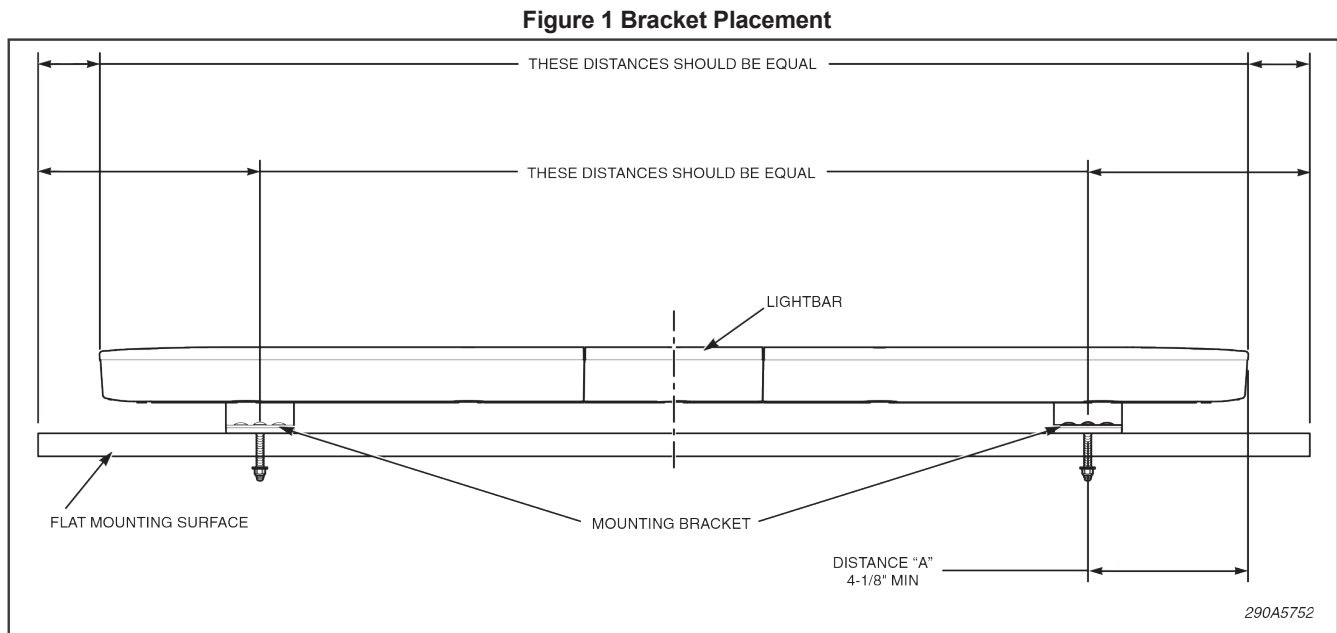 Figure 1 Bracket Placement
THESE DISTANCES SHOULD BE EQUAL
THESE DISTANCES SHOULD BE EQUAL
LIGHTBAR
FLAT MOUNTING SURFACE
MOUNTING BRACKET
DISTANCE “A”
4-1/8" MIN
290A5752